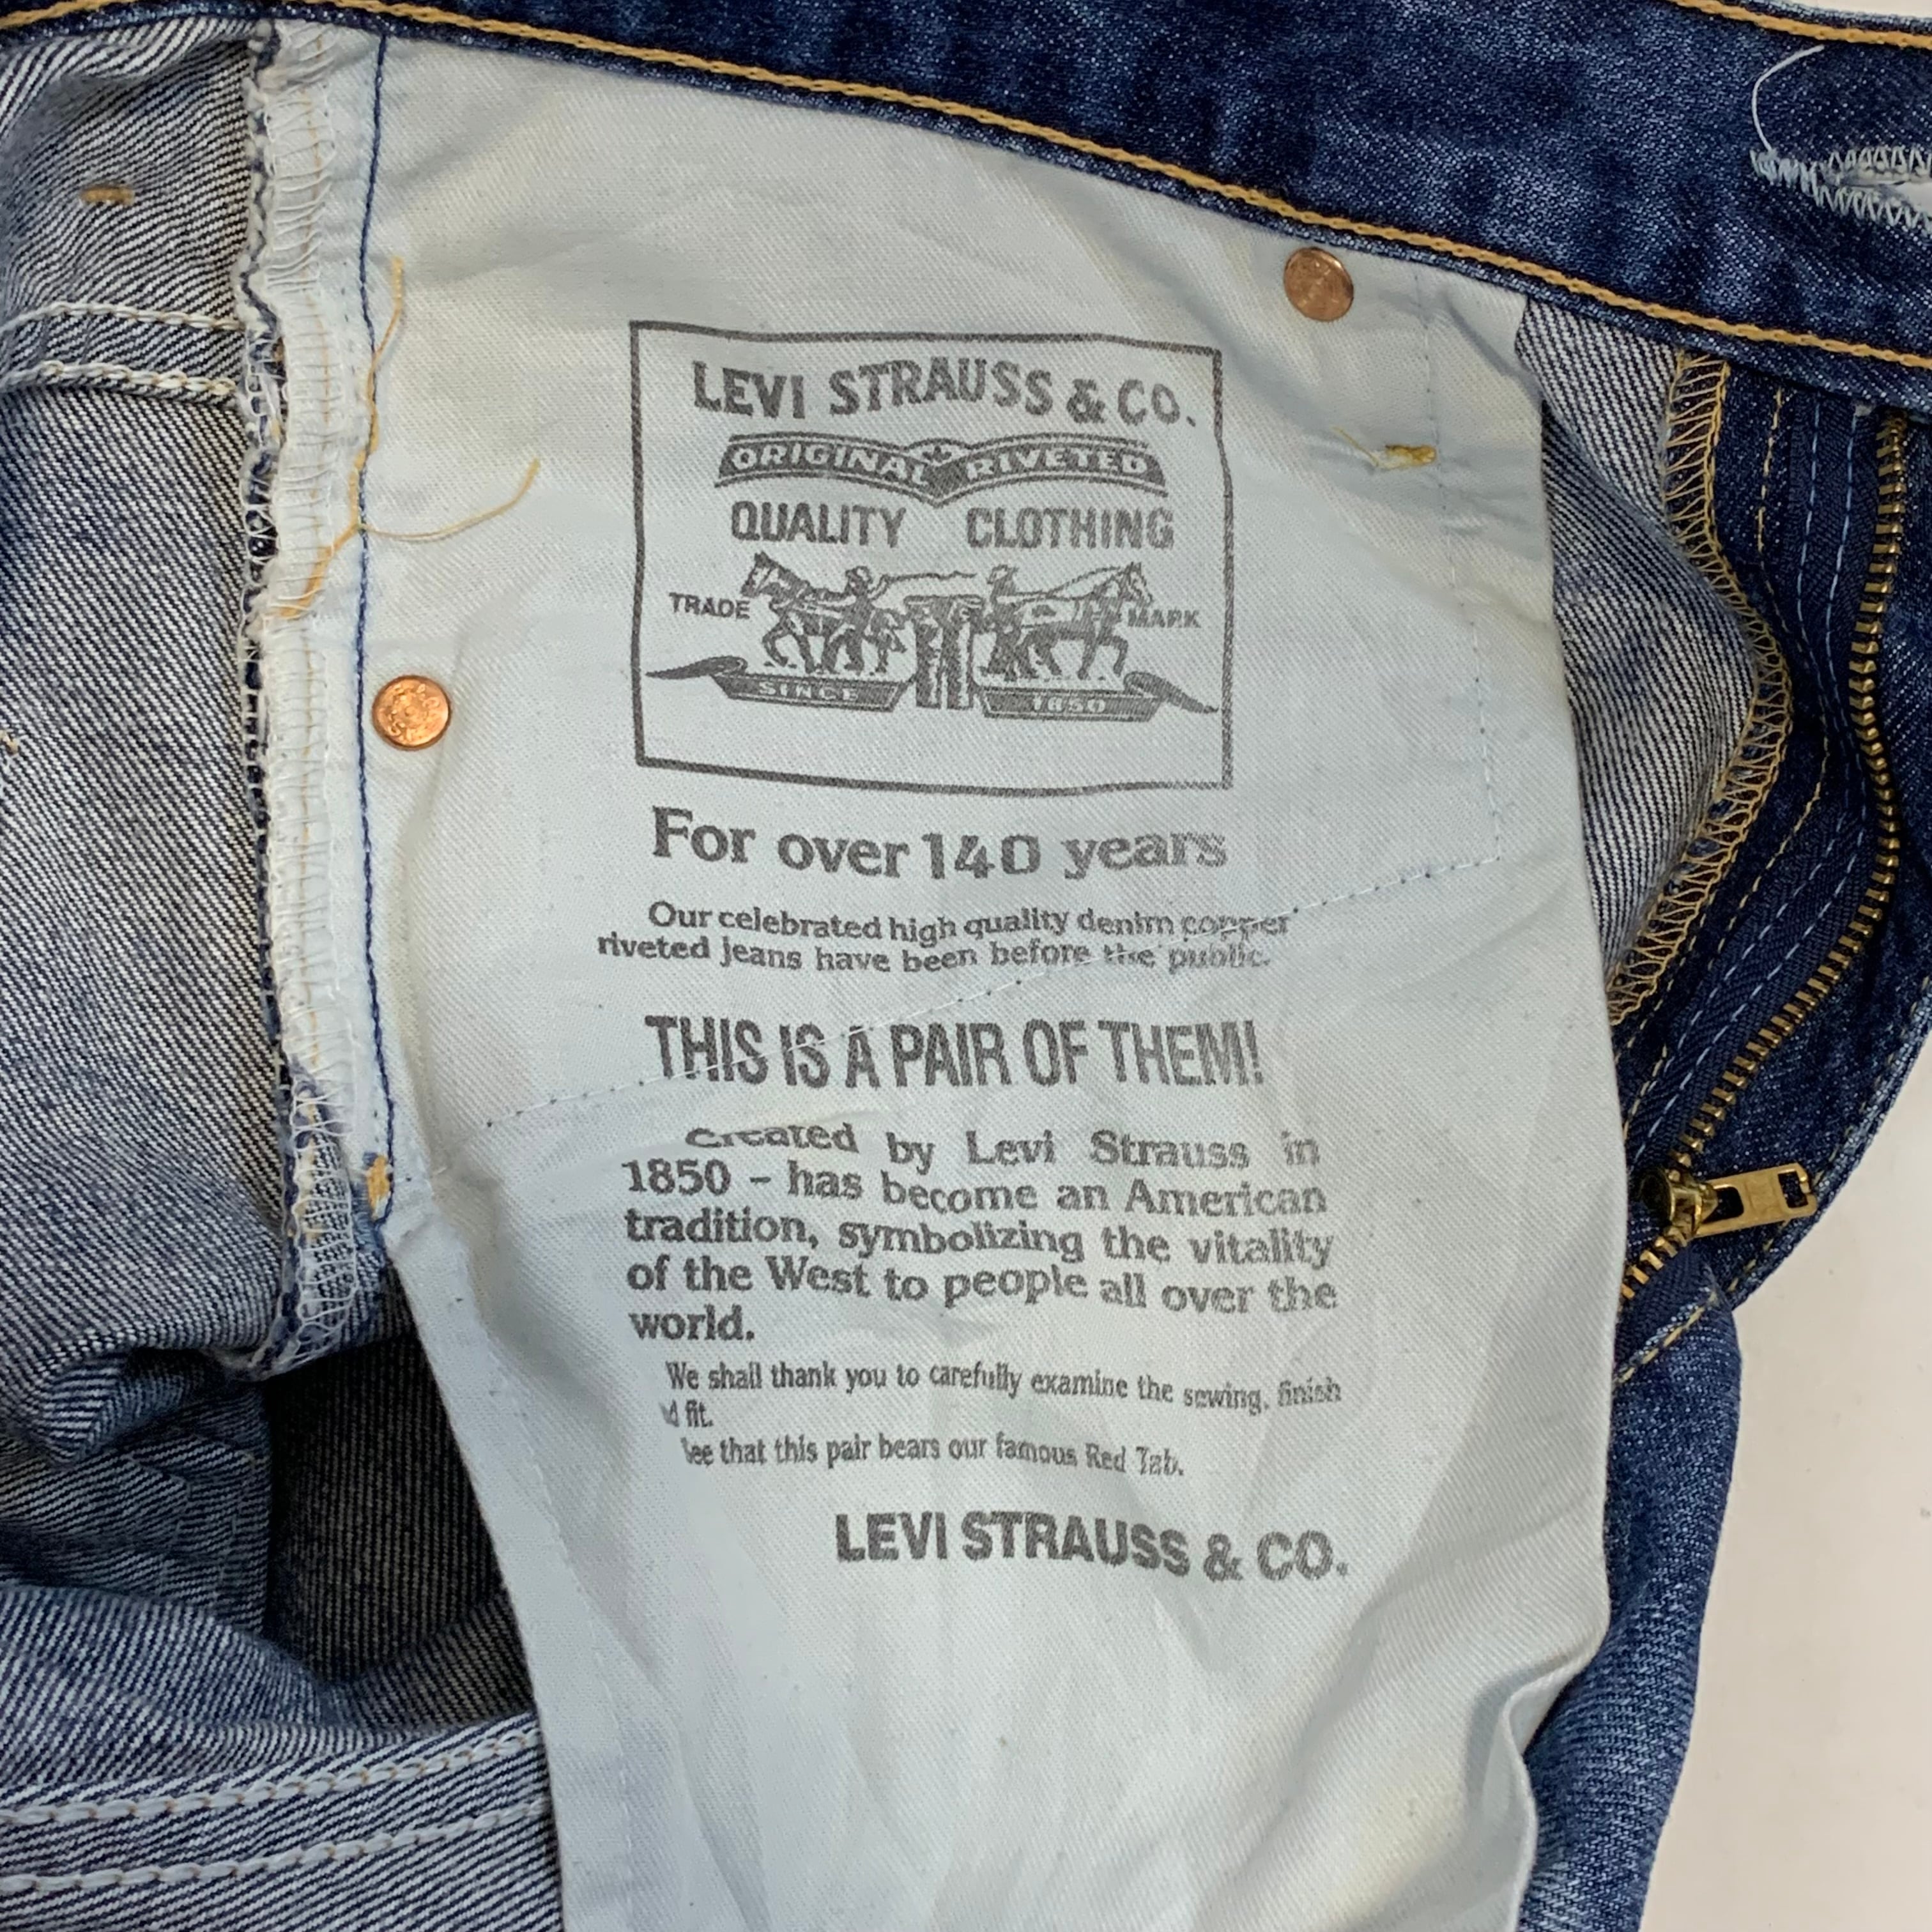 LEVI STRAUSS & CO.
ORIGINAL RIVETED
QUALITY CLOTHING
TRADE MARK
SINCE 1850
For over 140 years
Our celebrated high quality denim copper
riveted jeans have been before the public.
THIS IS A PAIR OF THEM!
Created by Levi Strauss in
1850 – has become an American
tradition, symbolizing the vitality
of the West to people all over the
world.
We shall thank you to carefully examine the sewing, finish
d fit.
ee that this pair bears our famous Red Tab.
LEVI STRAUSS & CO.